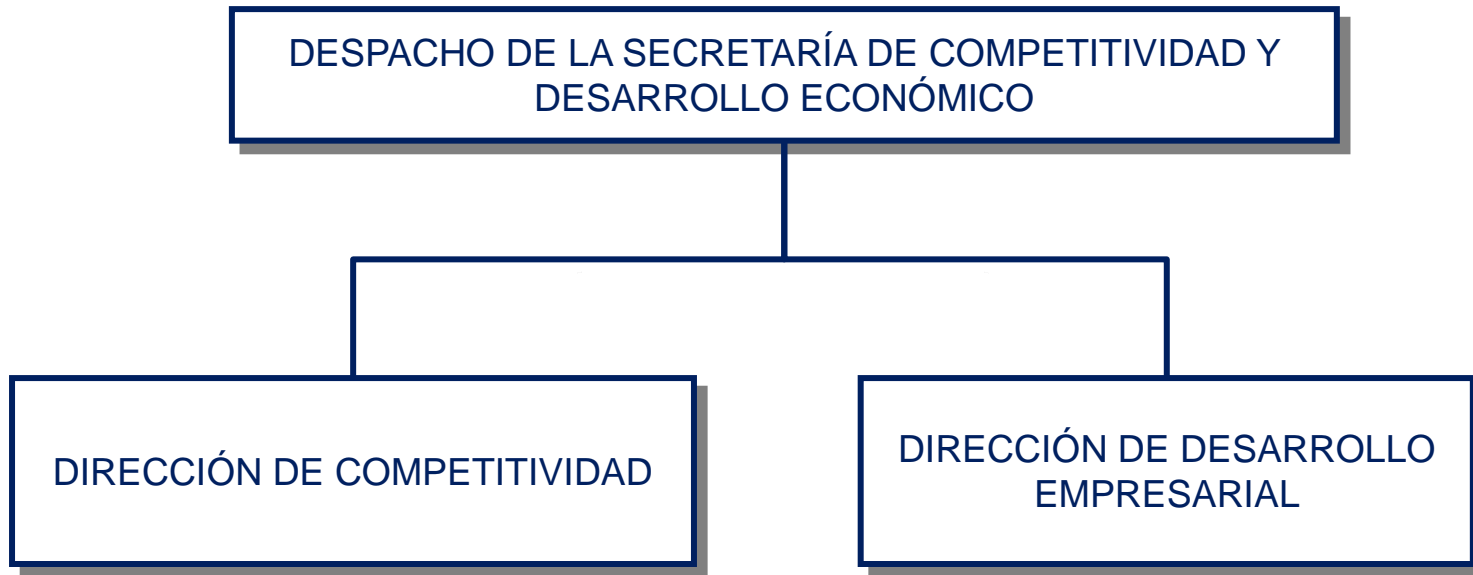 DESPACHO DE LA SECRETARÍA DE COMPETITIVIDAD Y
DESARROLLO ECONÓMICO
DIRECCIÓN DE COMPETITIVIDAD
DIRECCIÓN DE DESARROLLO
EMPRESARIAL